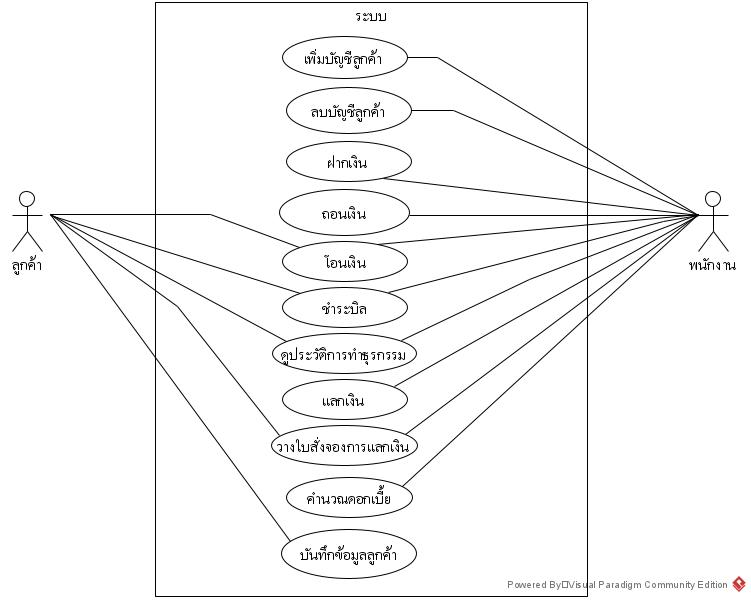 ระบบ
เพิ่มบัญชีลูกค้า
ลบบัญชีลูกค้า
ฝากเงิน
ถอนเงิน
โอนเงิน
ชำระบิล
ดูประวัติการทำธุรกรรม
แลกเงิน
วางใบสั่งจองการแลกเงิน
คำนวณดอกเบี้ย
บันทึกข้อมูลลูกค้า
ลูกค้า
พนักงาน
Powered By□Visual Paradigm Community Edition